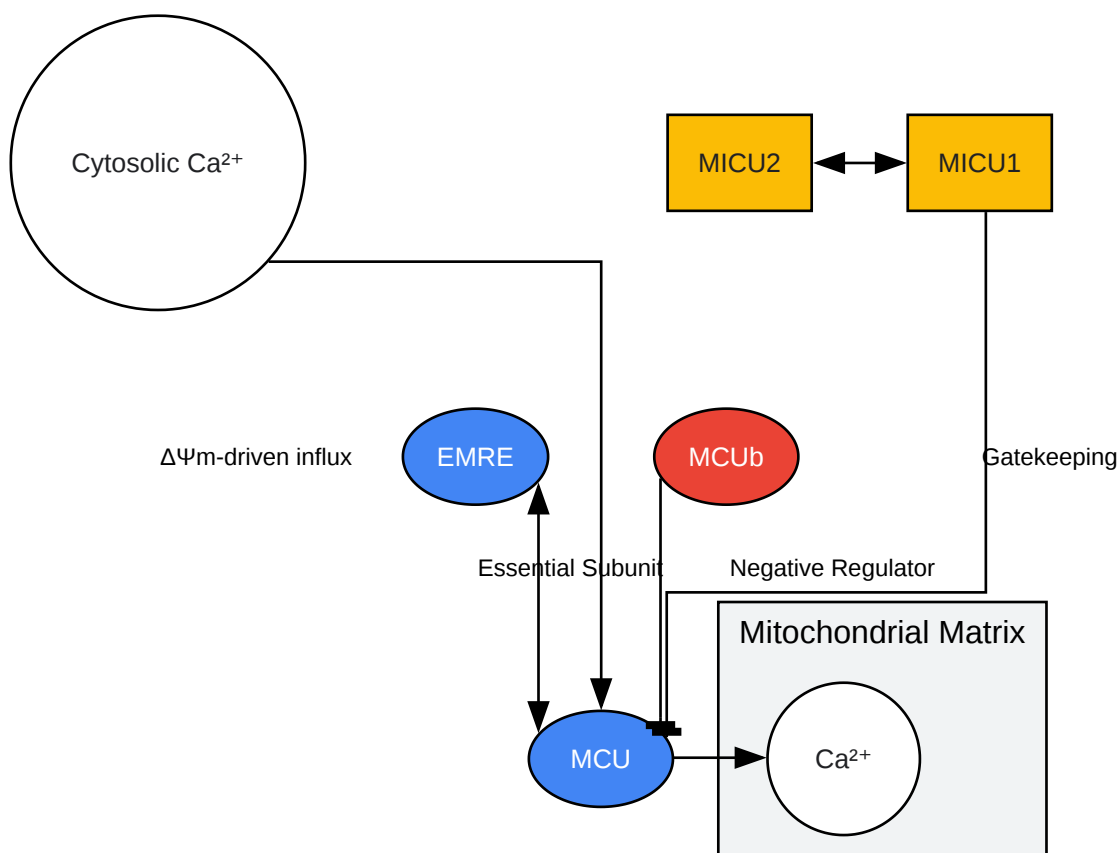 Cytosolic Ca²⁺
MICU2
MICU1
ΔΨm-driven influx
EMRE
MCUb
Gatekeeping
Essential Subunit
Negative Regulator
Mitochondrial Matrix
MCU
Ca²⁺